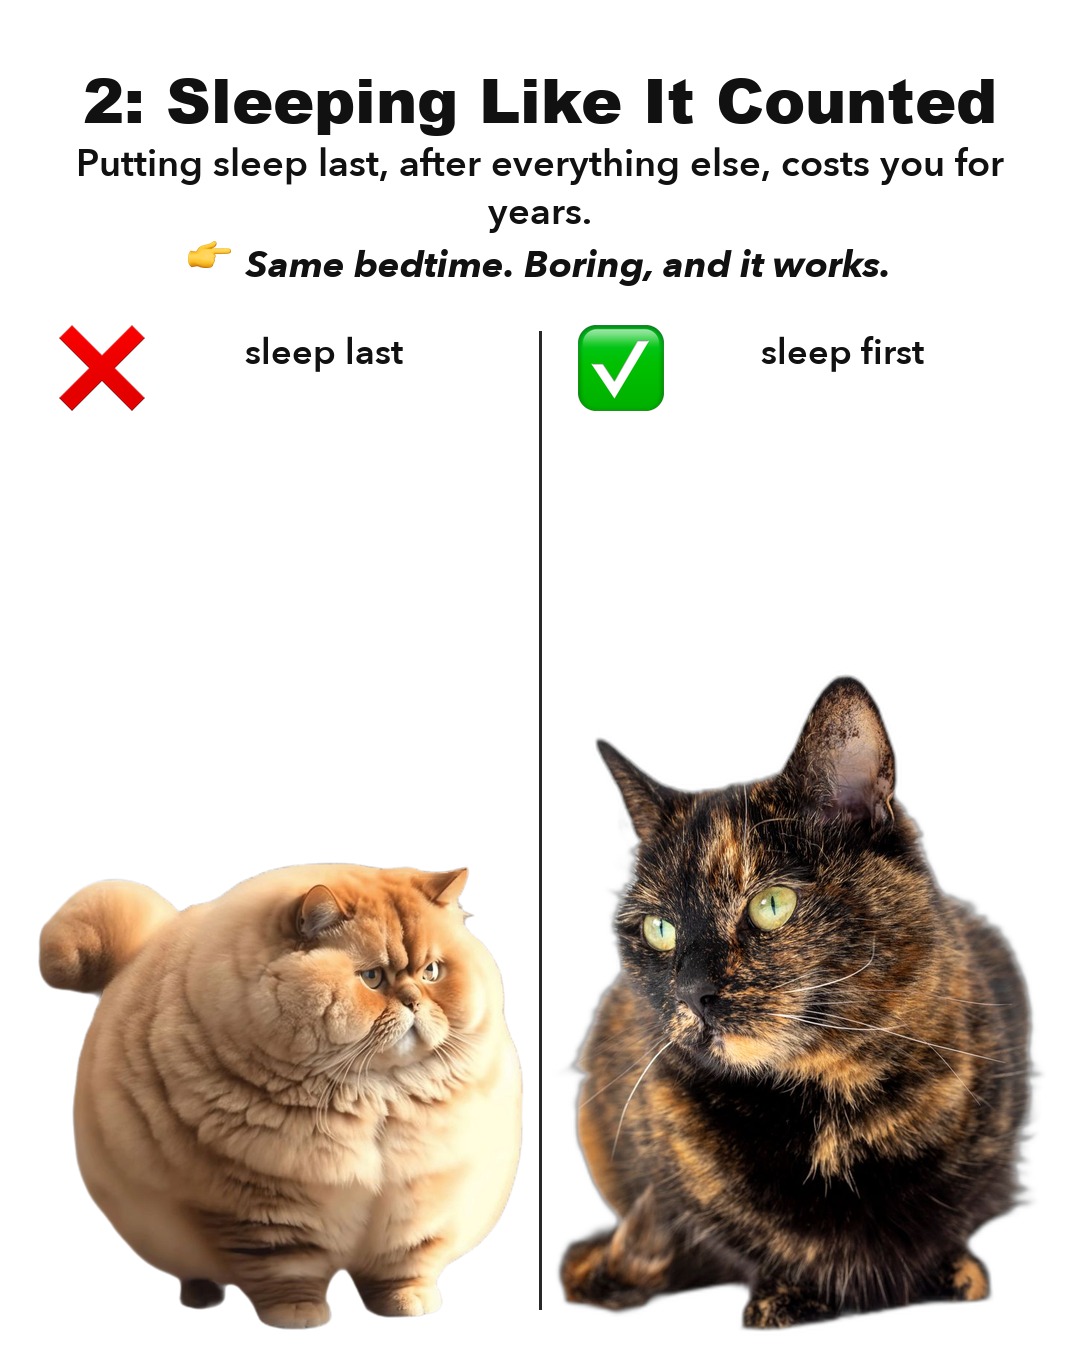 2: Sleeping Like It Counted
Putting sleep last, after everything else, costs you for
years.
👉 Same bedtime. Boring, and it works.
❌ sleep last
✅ sleep first